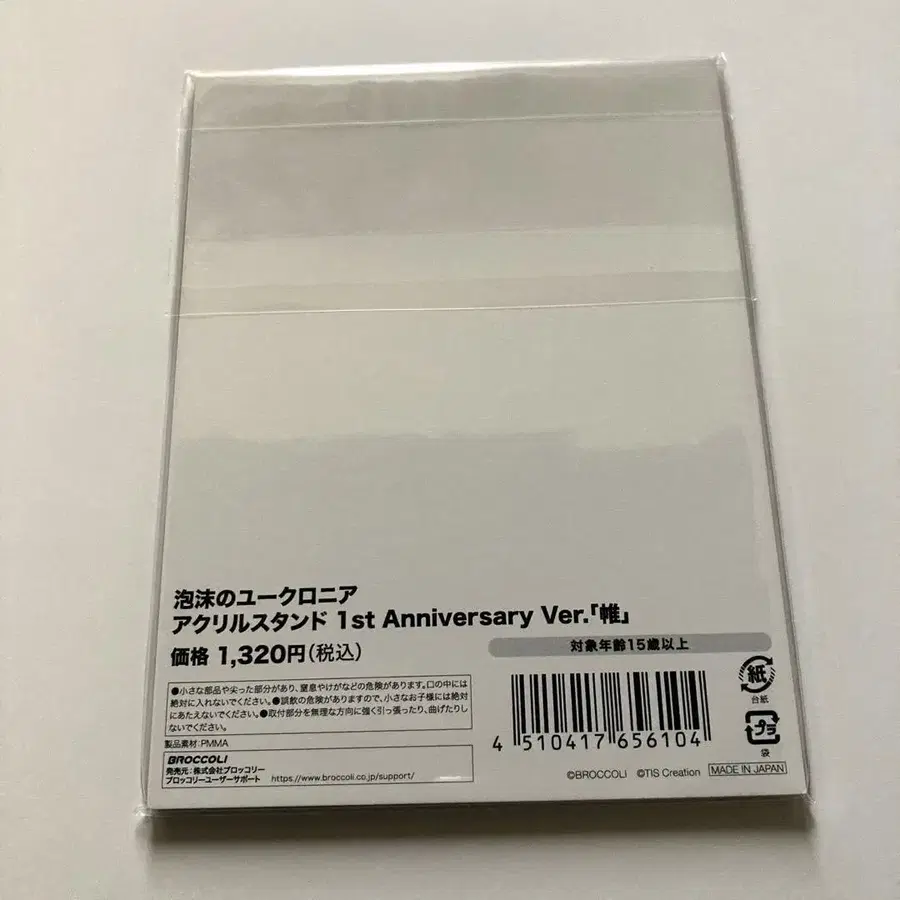 泡沫のユークロニア
アクリルスタンド 1st Anniversary Ver.「帷」
価格 1,320円(税込)
対象年齢15歳以上
●小さな部品や尖った部分があり、窒息やけがなどの危険があります。口の中には
絶対に入れないでください。●誤飲の危険がありますので、小さなお子様には絶対
にあたえないでください。●取付部分を無理な方向に強く引っ張ったり、曲げたりし
ないでください。
製品素材:PMMA
BROCCOLI
発売元:株式会社ブロッコリー
ブロッコリーユーザーサポート https://www.broccoli.co.jp/support/
4 510417 656104
紙
台紙
プラ
袋
©BROCCOLI ©TIS Creation MADE IN JAPAN